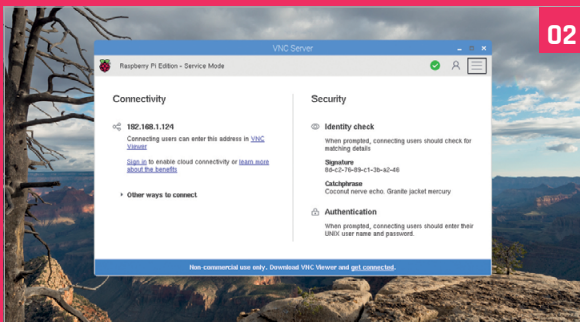 02
VNC Server
Raspberry Pi Edition - Service Mode
Connectivity
192.168.1.124
Connecting users can enter this address in VNC
Viewer
Sign in to enable cloud connectivity or learn more
about the benefits
Other ways to connect
Security
Identity check
When prompted, connecting users should check for
matching details
Signature
8d-c2-76-89-c1-3b-a2-46
Catchphrase
Coconut nerve echo. Granite jacket mercury
Authentication
When prompted, connecting users should enter their
UNIX user name and password.
Non-commercial use only. Download VNC Viewer and get connected.